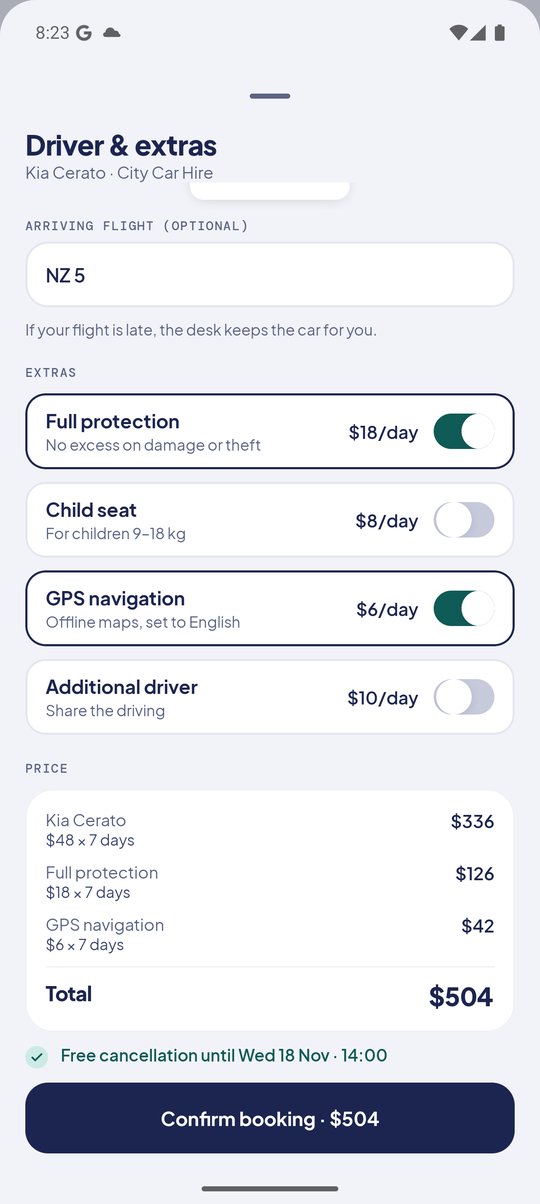 8:23
Driver & extras
Kia Cerato · City Car Hire
ARRIVING FLIGHT (OPTIONAL)
NZ 5
If your flight is late, the desk keeps the car for you.
EXTRAS
Full protection
No excess on damage or theft
$18/day
Child seat
For children 9–18 kg
$8/day
GPS navigation
Offline maps, set to English
$6/day
Additional driver
Share the driving
$10/day
PRICE
Kia Cerato
$48 × 7 days
$336
Full protection
$18 × 7 days
$126
GPS navigation
$6 × 7 days
$42
Total
$504
Free cancellation until Wed 18 Nov · 14:00
Confirm booking · $504